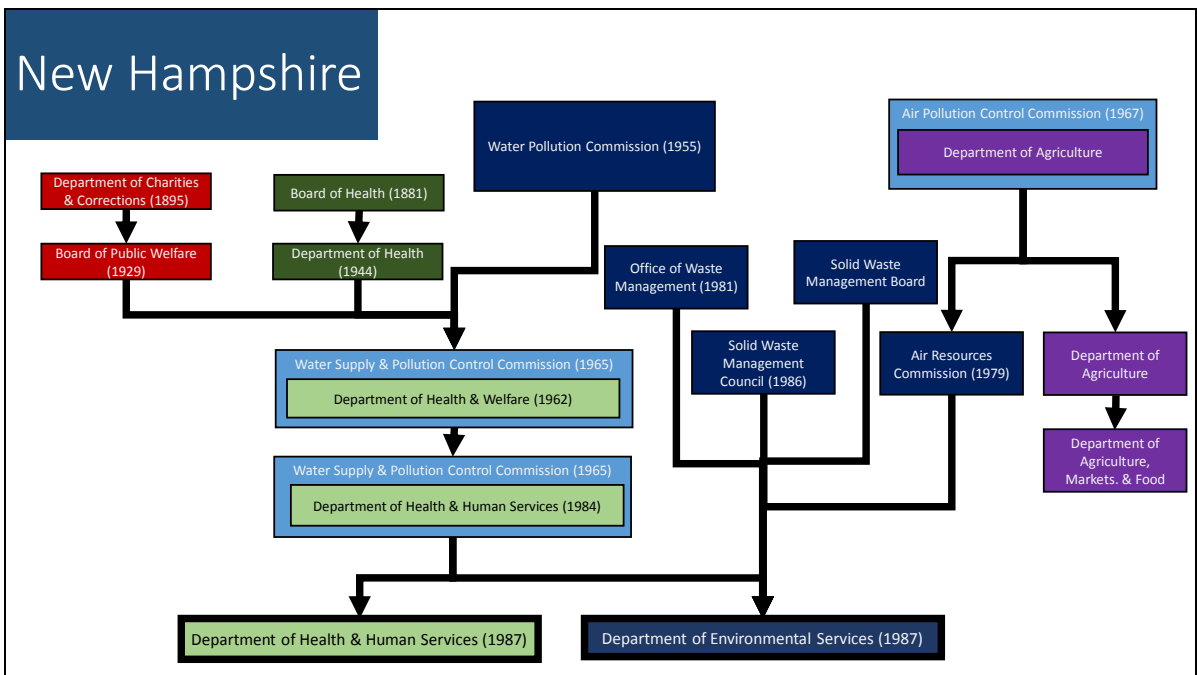 New Hampshire
Water Pollution Commission (1955)
Air Pollution Control Commission (1967)
Department of Agriculture
Department of Charities
& Corrections (1895)
Board of Health (1881)
Board of Public Welfare
(1929)
Department of Health
(1944)
Office of Waste
Management (1981)
Solid Waste
Management Board
Solid Waste
Management
Council (1986)
Air Resources
Commission (1979)
Department of
Agriculture
Water Supply & Pollution Control Commission (1965)
Department of Health & Welfare (1962)
Department of
Agriculture,
Markets. & Food
Water Supply & Pollution Control Commission (1965)
Department of Health & Human Services (1984)
Department of Health & Human Services (1987)
Department of Environmental Services (1987)